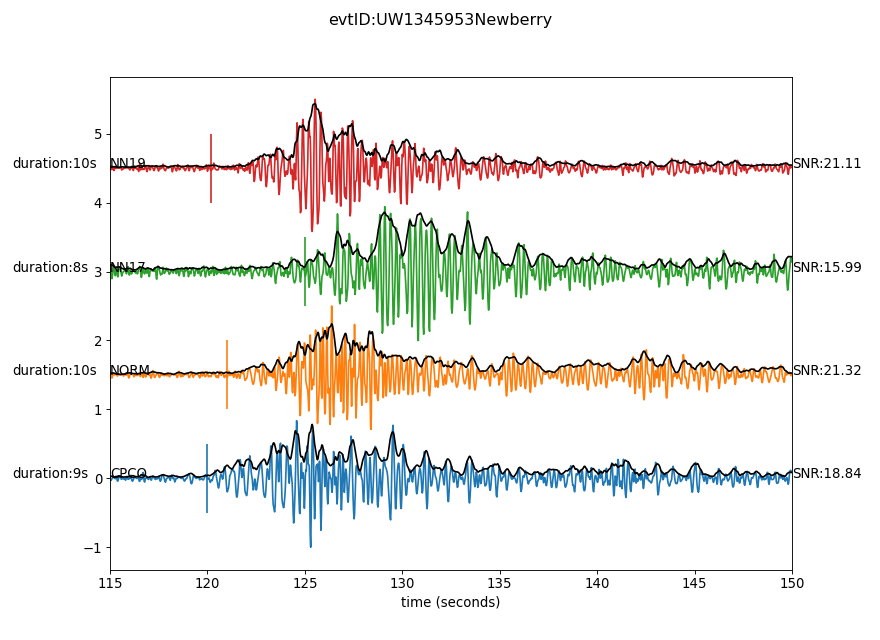 evtID:UW1345953Newberry
5
duration:10s NN19 SNR:21.11
4
duration:8s NN17 SNR:15.99
3
2
duration:10s NORM SNR:21.32
1
duration:9s CPCO SNR:18.84
0
−1
115 120 125 130 135 140 145 150
time (seconds)